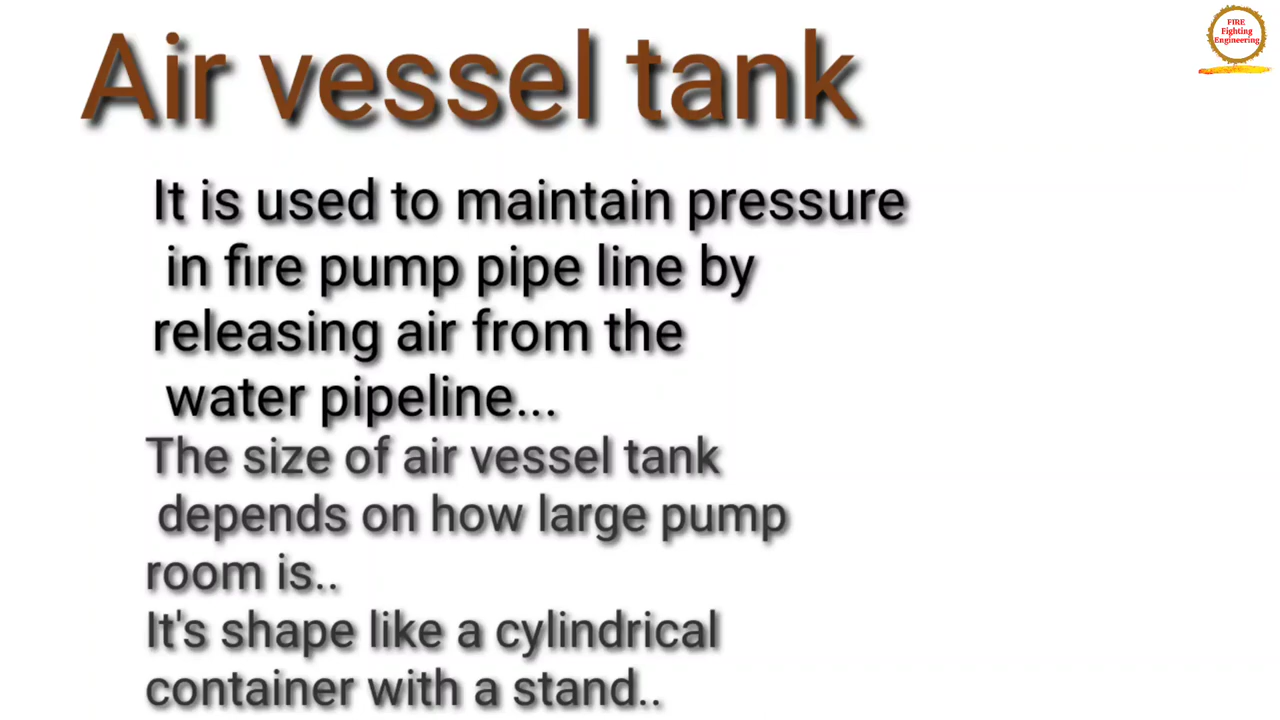 FIRE
Fighting
Engineering
Air vessel tank
It is used to maintain pressure
in fire pump pipe line by
releasing air from the
water pipeline...
The size of air vessel tank
depends on how large pump
room is..
It's shape like a cylindrical
container with a stand..